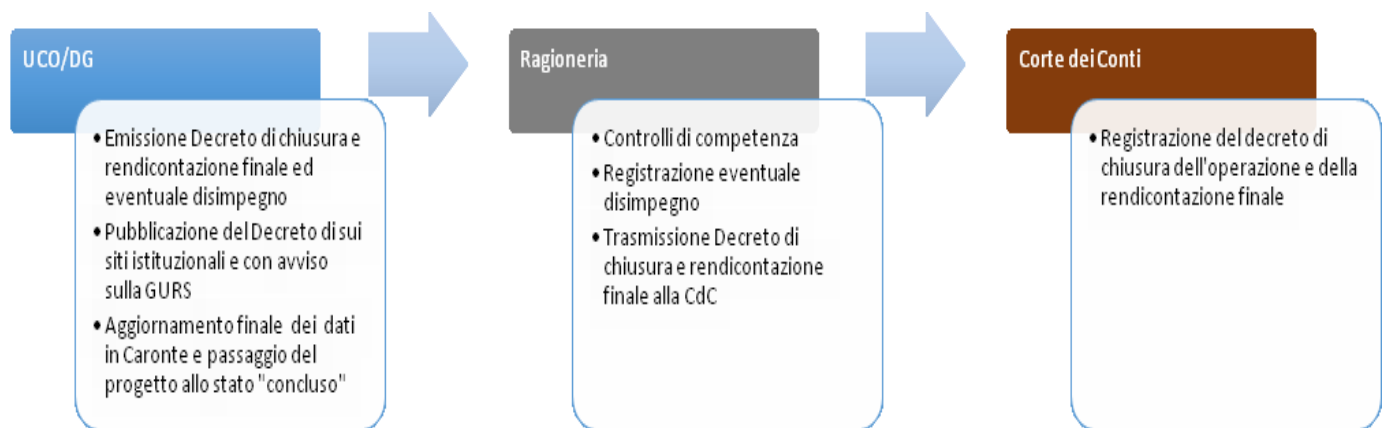 UCO/DG
• Emissione Decreto di chiusura e
rendicontazione finale ed
eventuale disimpegno
• Pubblicazione del Decreto di sui
siti istituzionali e con avviso
sulla GURS
• Aggiornamento finale dei dati
in Caronte e passaggio del
progetto allo stato "concluso"
Ragioneria
• Controlli di competenza
• Registrazione eventuale
disimpegno
• Trasmissione Decreto di
chiusura e rendicontazione
finale alla CdC
Corte dei Conti
• Registrazione del decreto di
chiusura dell'operazione e della
rendicontazione finale